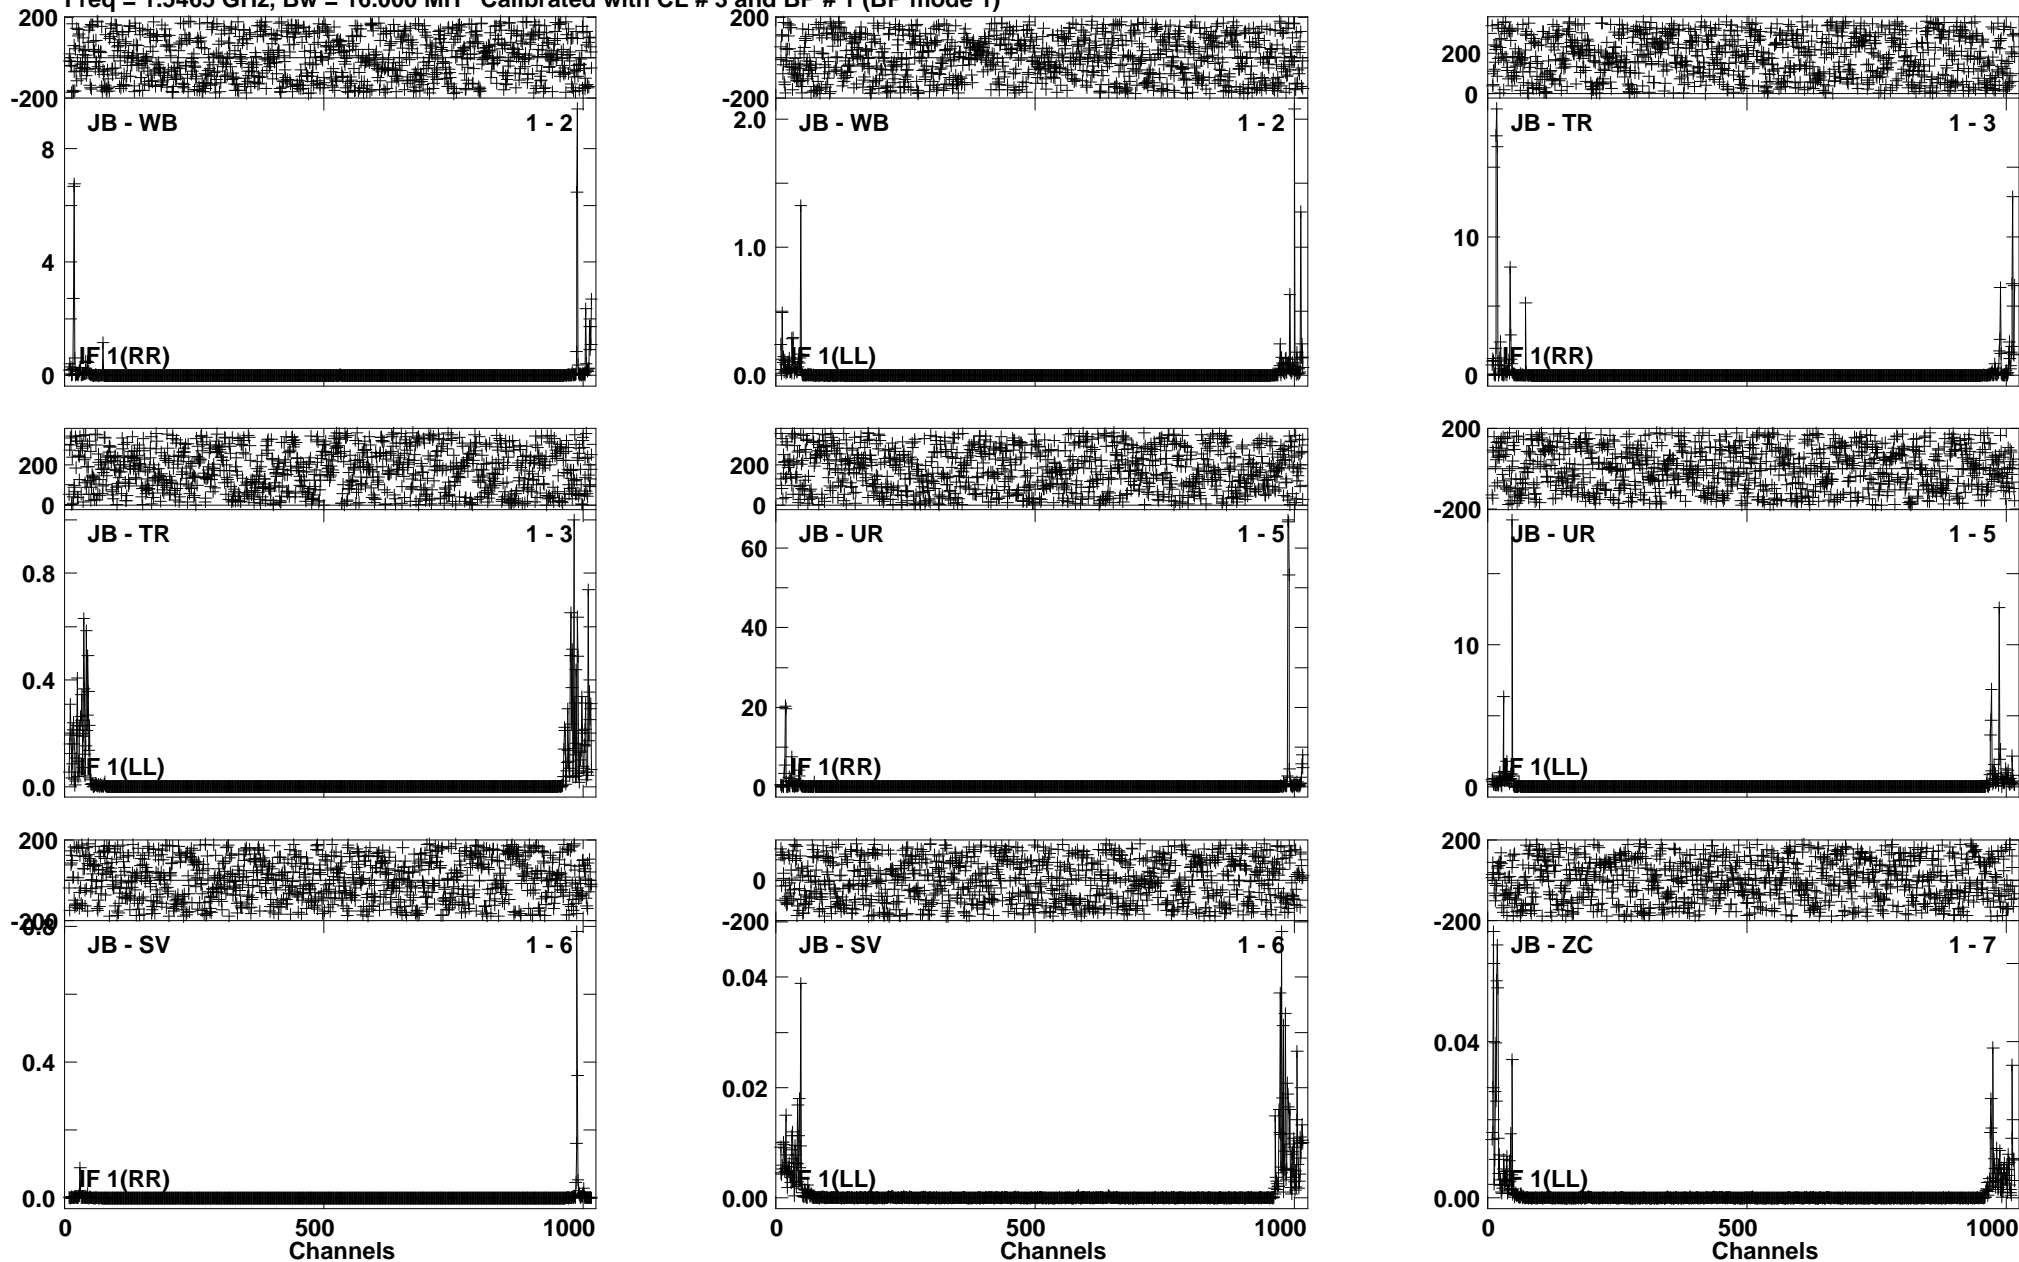 Freq = 1.5465 GHz, Bw = 16.000 MH Calibrated with CL # 3 and BP # 1 (BP mode 1)
200 200
200
-200 -200 0
JB - WB 1 - 2 JB - WB 1 - 2 JB - TR 1 - 3
8 2.0
4 1.0 10
IF 1(RR) IF 1(LL) IF 1(RR)
0 0.0 0
200
200 200
0 0 -200
JB - TR 1 - 3 JB - UR 1 - 5 JB - UR 1 - 5
0.8 60
0.4 40 10
20
IF 1(LL) IF 1(RR) IF 1(LL)
0.0 0 0
200 200
0
-200 -200 -200
0.8
JB - SV 1 - 6 JB - SV 1 - 6 JB - ZC 1 - 7
0.04
0.4 0.04
0.02
IF 1(RR) IF 1(LL) IF 1(LL)
0.0 0.00 0.00
0 500 1000 0 500 1000 0 500 1000
Channels Channels Channels